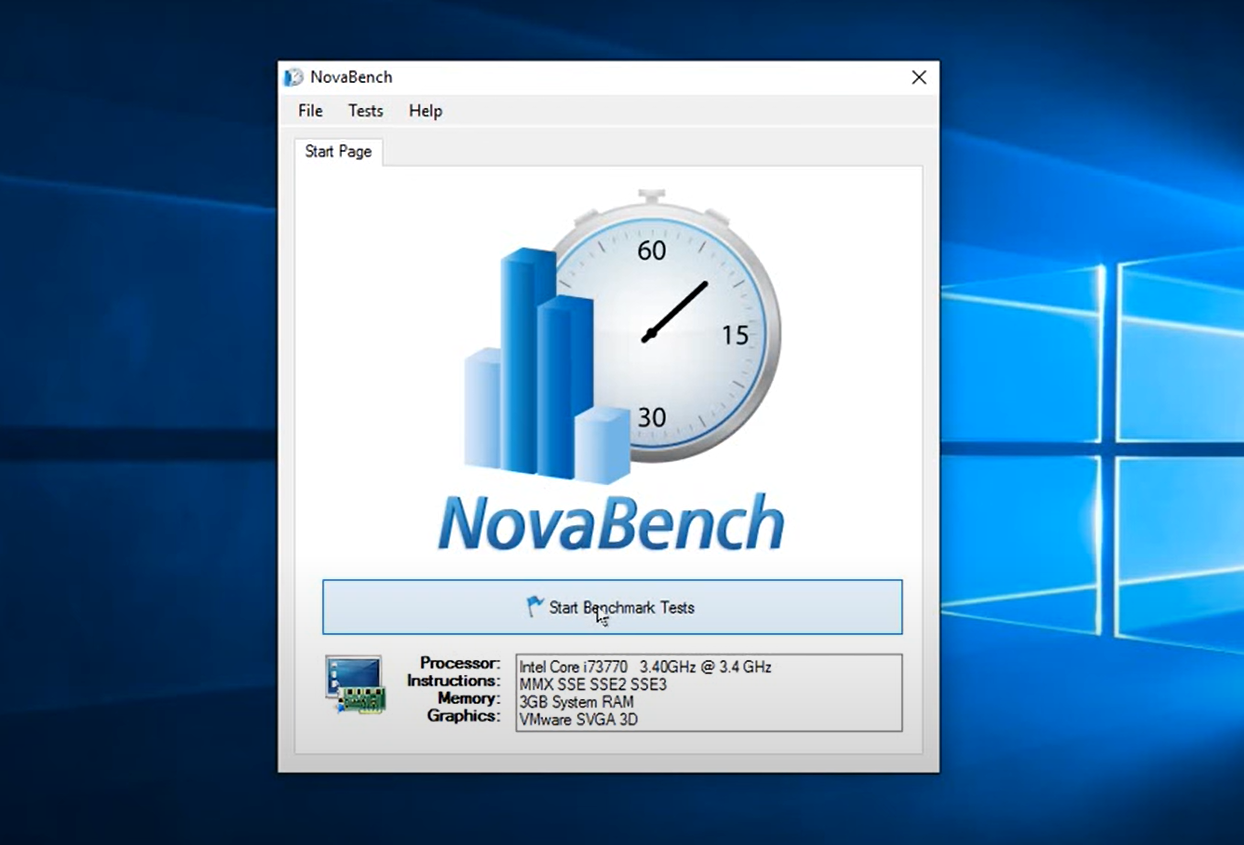 NovaBench
File Tests Help
Start Page
60
15
30
NovaBench
Start Benchmark Tests
Processor: Intel Core i73770 3.40GHz @ 3.4 GHz
Instructions: MMX SSE SSE2 SSE3
Memory: 3GB System RAM
Graphics: VMware SVGA 3D